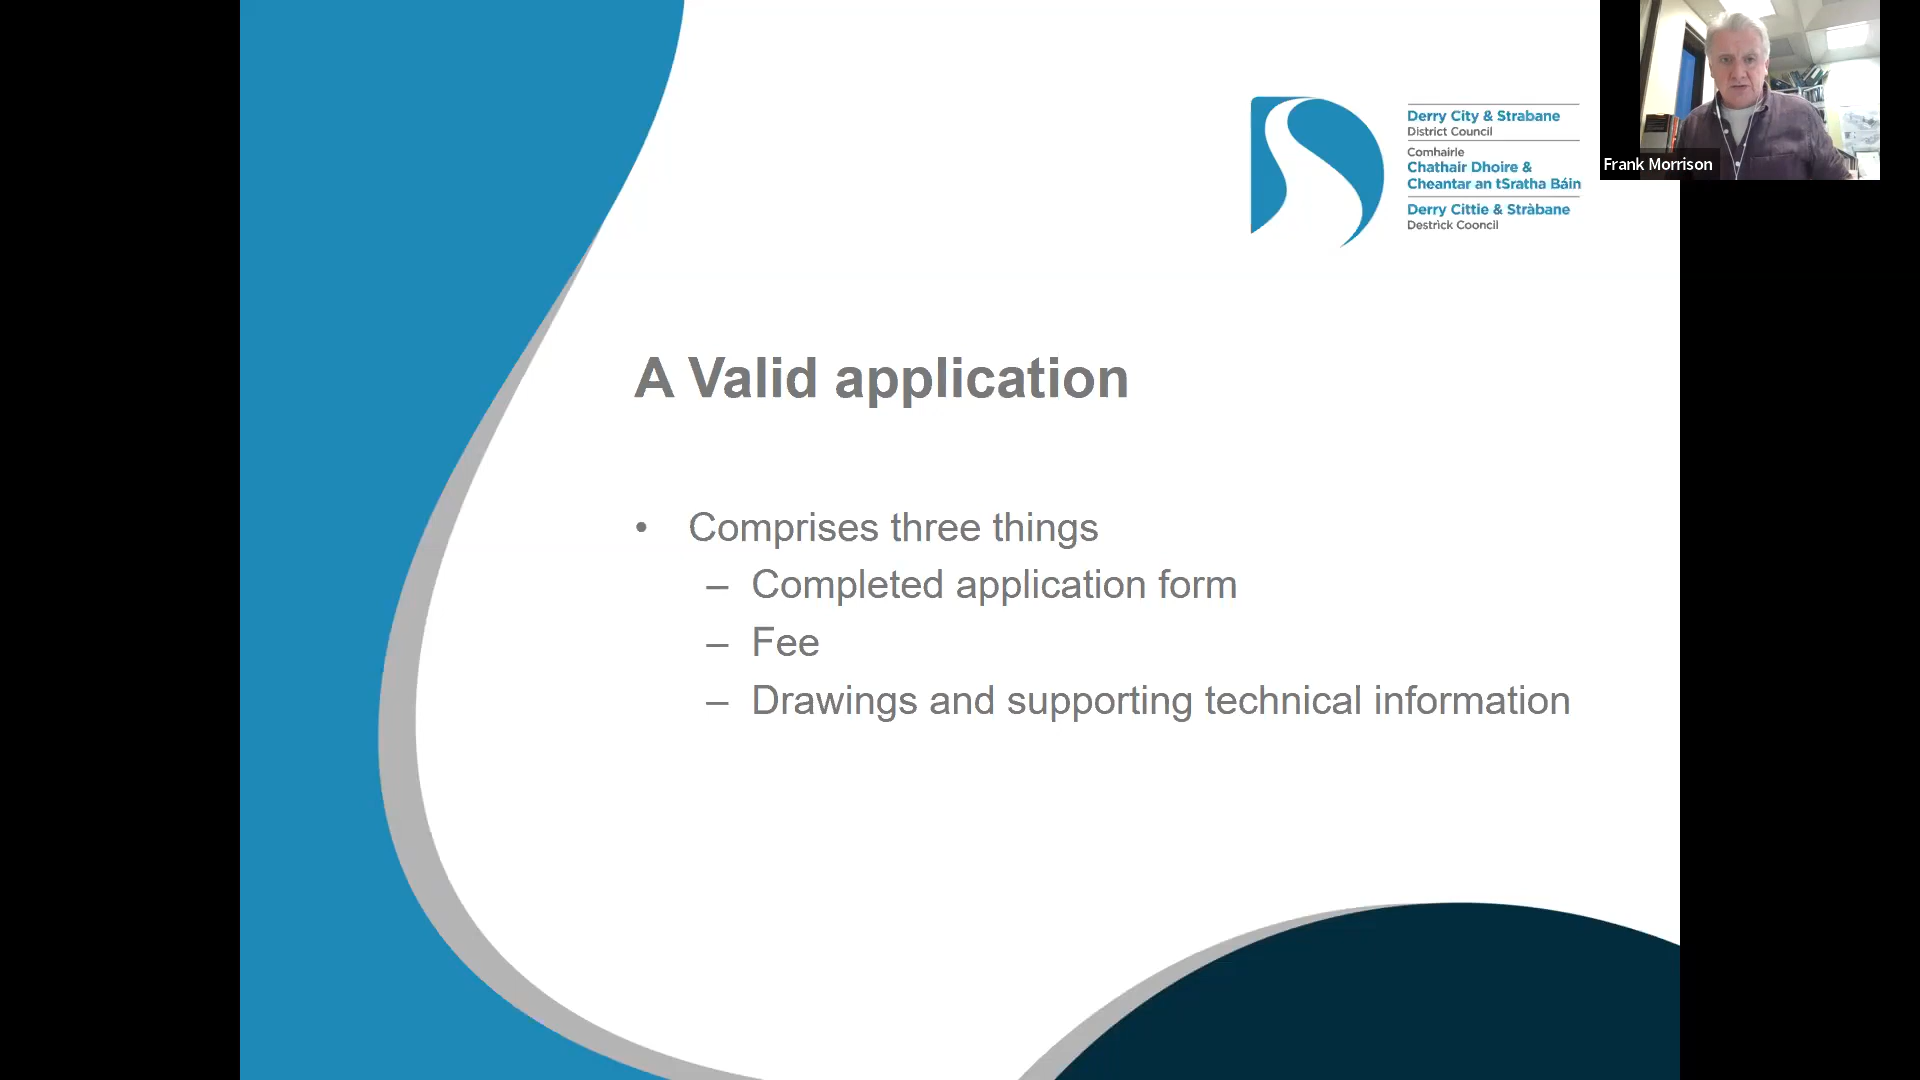 Derry City & Strabane
District Council
Comhairle
Chathair Dhoire &
Cheantar an tSratha Báin
Derry Cittie & Stràbane
Destrìck Cooncil
Frank Morrison
A Valid application
• Comprises three things
– Completed application form
– Fee
– Drawings and supporting technical information